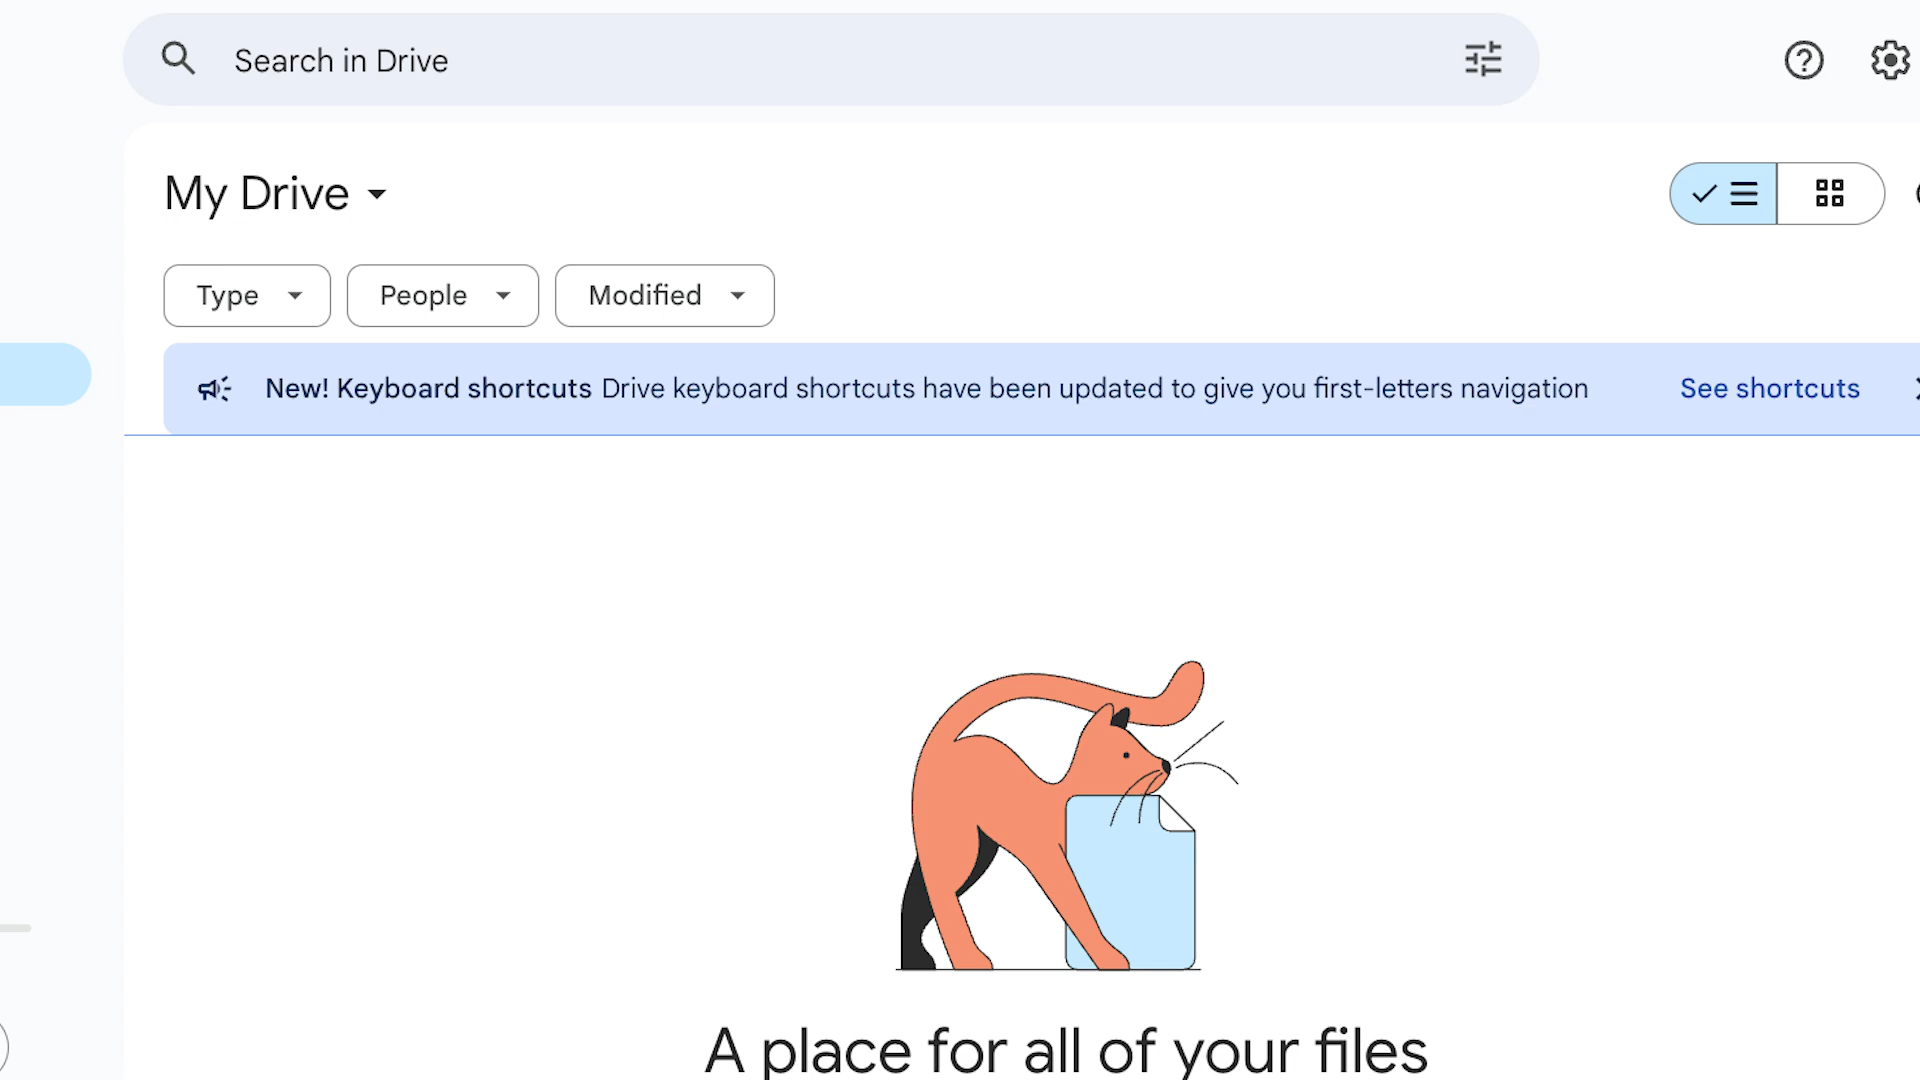 Search in Drive
My Drive
Type People Modified
New! Keyboard shortcuts Drive keyboard shortcuts have been updated to give you first-letters navigation See shortcuts
A place for all of your files